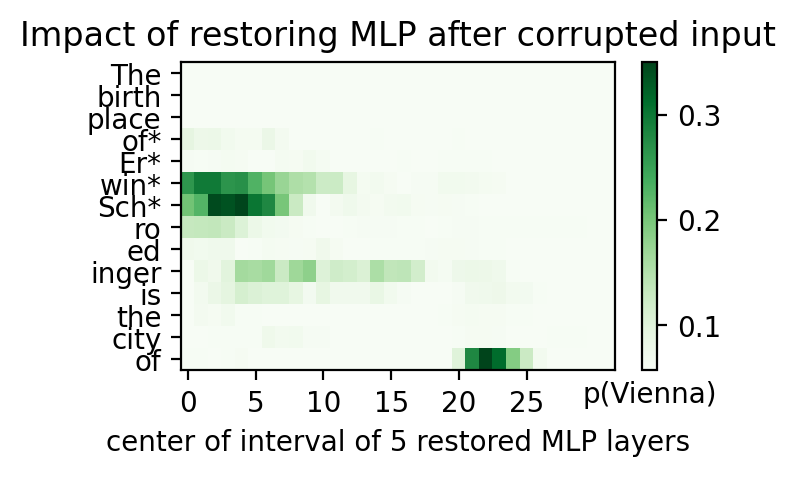 Impact of restoring MLP after corrupted input
The
birth
place
of*
Er*
win*
Sch*
ro
ed
inger
is
the
city
of
0 5 10 15 20 25
center of interval of 5 restored MLP layers
0.3
0.2
0.1
p(Vienna)